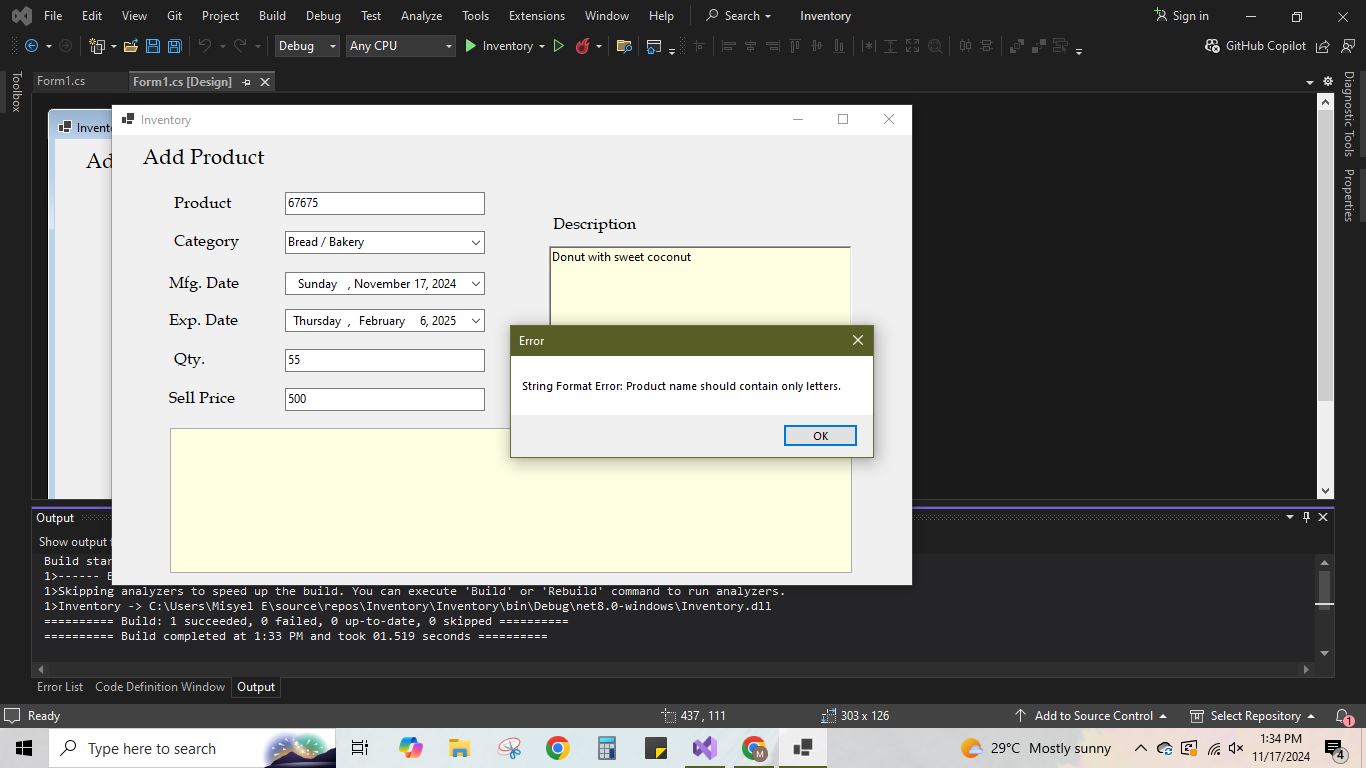 File Edit View Git Project Build Debug Test Analyze Tools Extensions Window Help Search Inventory Sign in
Debug Any CPU Inventory GitHub Copilot
Form1.cs Form1.cs [Design]
Toolbox
Diagnostic Tools
Properties
Inventory
Add Product
Product 67675
Category Bread / Bakery
Mfg. Date Sunday , November 17, 2024
Exp. Date Thursday , February 6, 2025
Qty. 55
Sell Price 500
Description
Donut with sweet coconut
Error
String Format Error: Product name should contain only letters.
OK
Output
Show output
Build
1>------
1>Skipping analyzers to speed up the build. You can execute 'Build' or 'Rebuild' command to run analyzers.
1>Inventory -> C:\Users\Misyel E\source\repos\Inventory\Inventory\bin\Debug\net8.0-windows\Inventory.dll
========== Build: 1 succeeded, 0 failed, 0 up-to-date, 0 skipped ==========
========== Build completed at 1:33 PM and took 01.519 seconds ==========
Error List Code Definition Window Output
Ready 437 , 111 303 x 126 Add to Source Control Select Repository 1
Type here to search M 29°C Mostly sunny 1:34 PM
11/17/2024 4